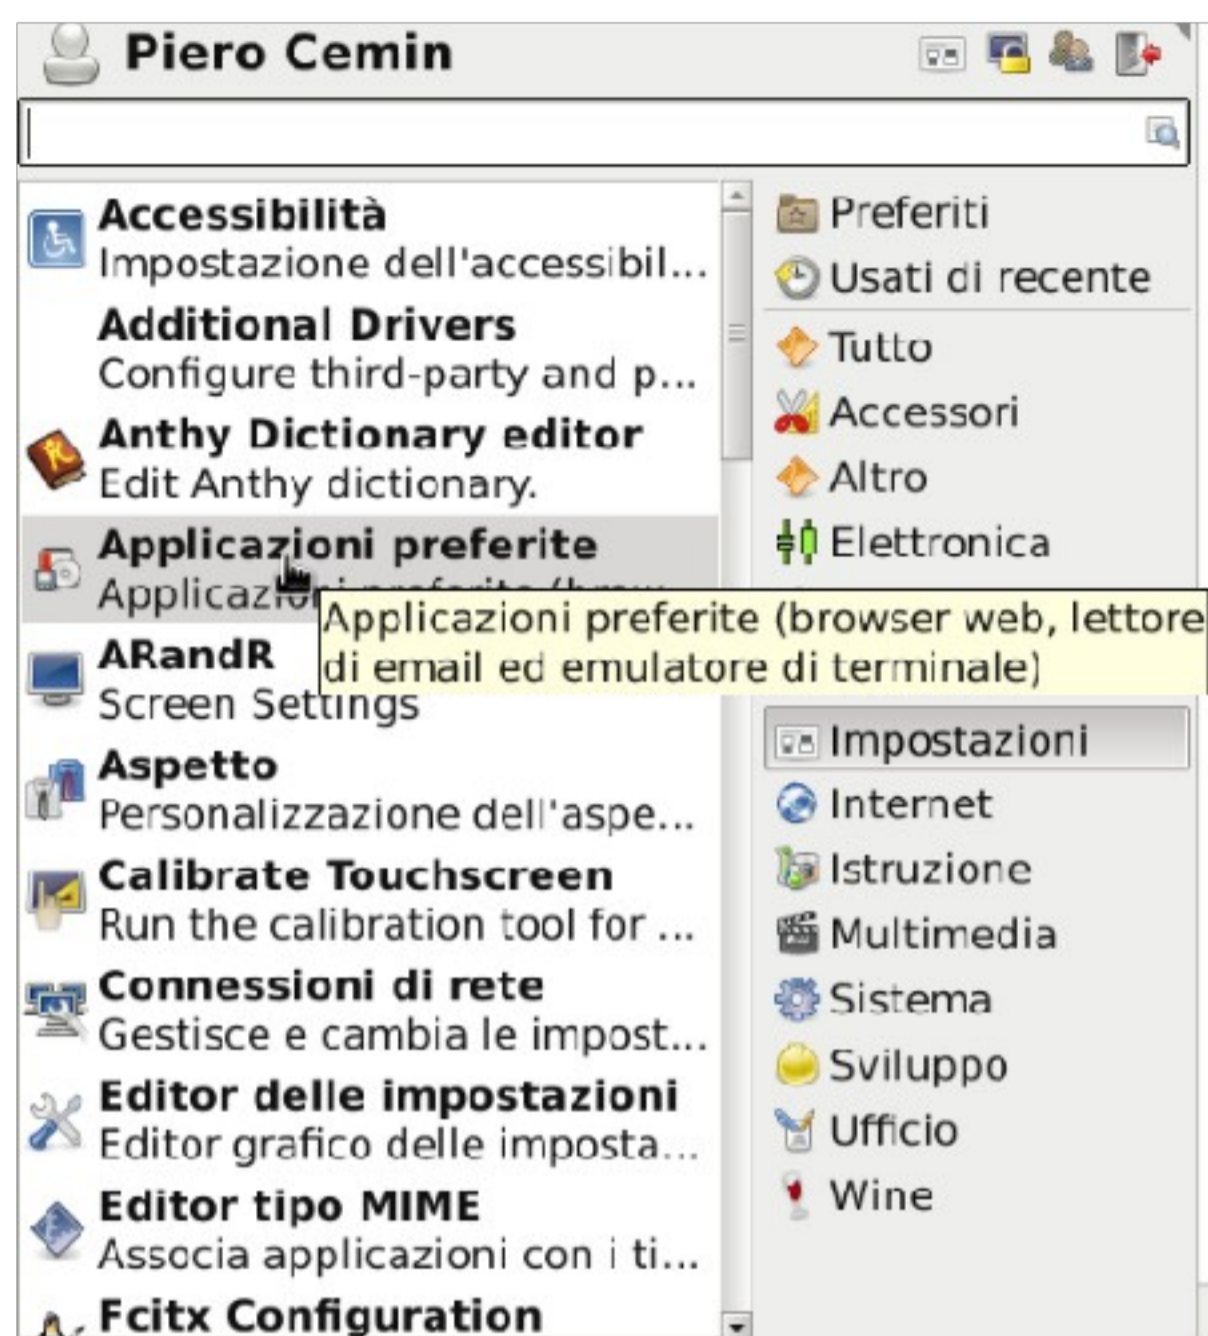 Piero Cemin
Accessibilità
Impostazione dell'accessibil...
Additional Drivers
Configure third-party and p...
Anthy Dictionary editor
Edit Anthy dictionary.
Applicazioni preferite
Applicazioni preferite (brow...
Applicazioni preferite (browser web, lettore
di email ed emulatore di terminale)
ARandR
Screen Settings
Aspetto
Personalizzazione dell'aspe...
Calibrate Touchscreen
Run the calibration tool for ...
Connessioni di rete
Gestisce e cambia le impost...
Editor delle impostazioni
Editor grafico delle imposta...
Editor tipo MIME
Associa applicazioni con i ti...
Fcitx Configuration
Preferiti
Usati di recente
Tutto
Accessori
Altro
Elettronica
Impostazioni
Internet
Istruzione
Multimedia
Sistema
Sviluppo
Ufficio
Wine